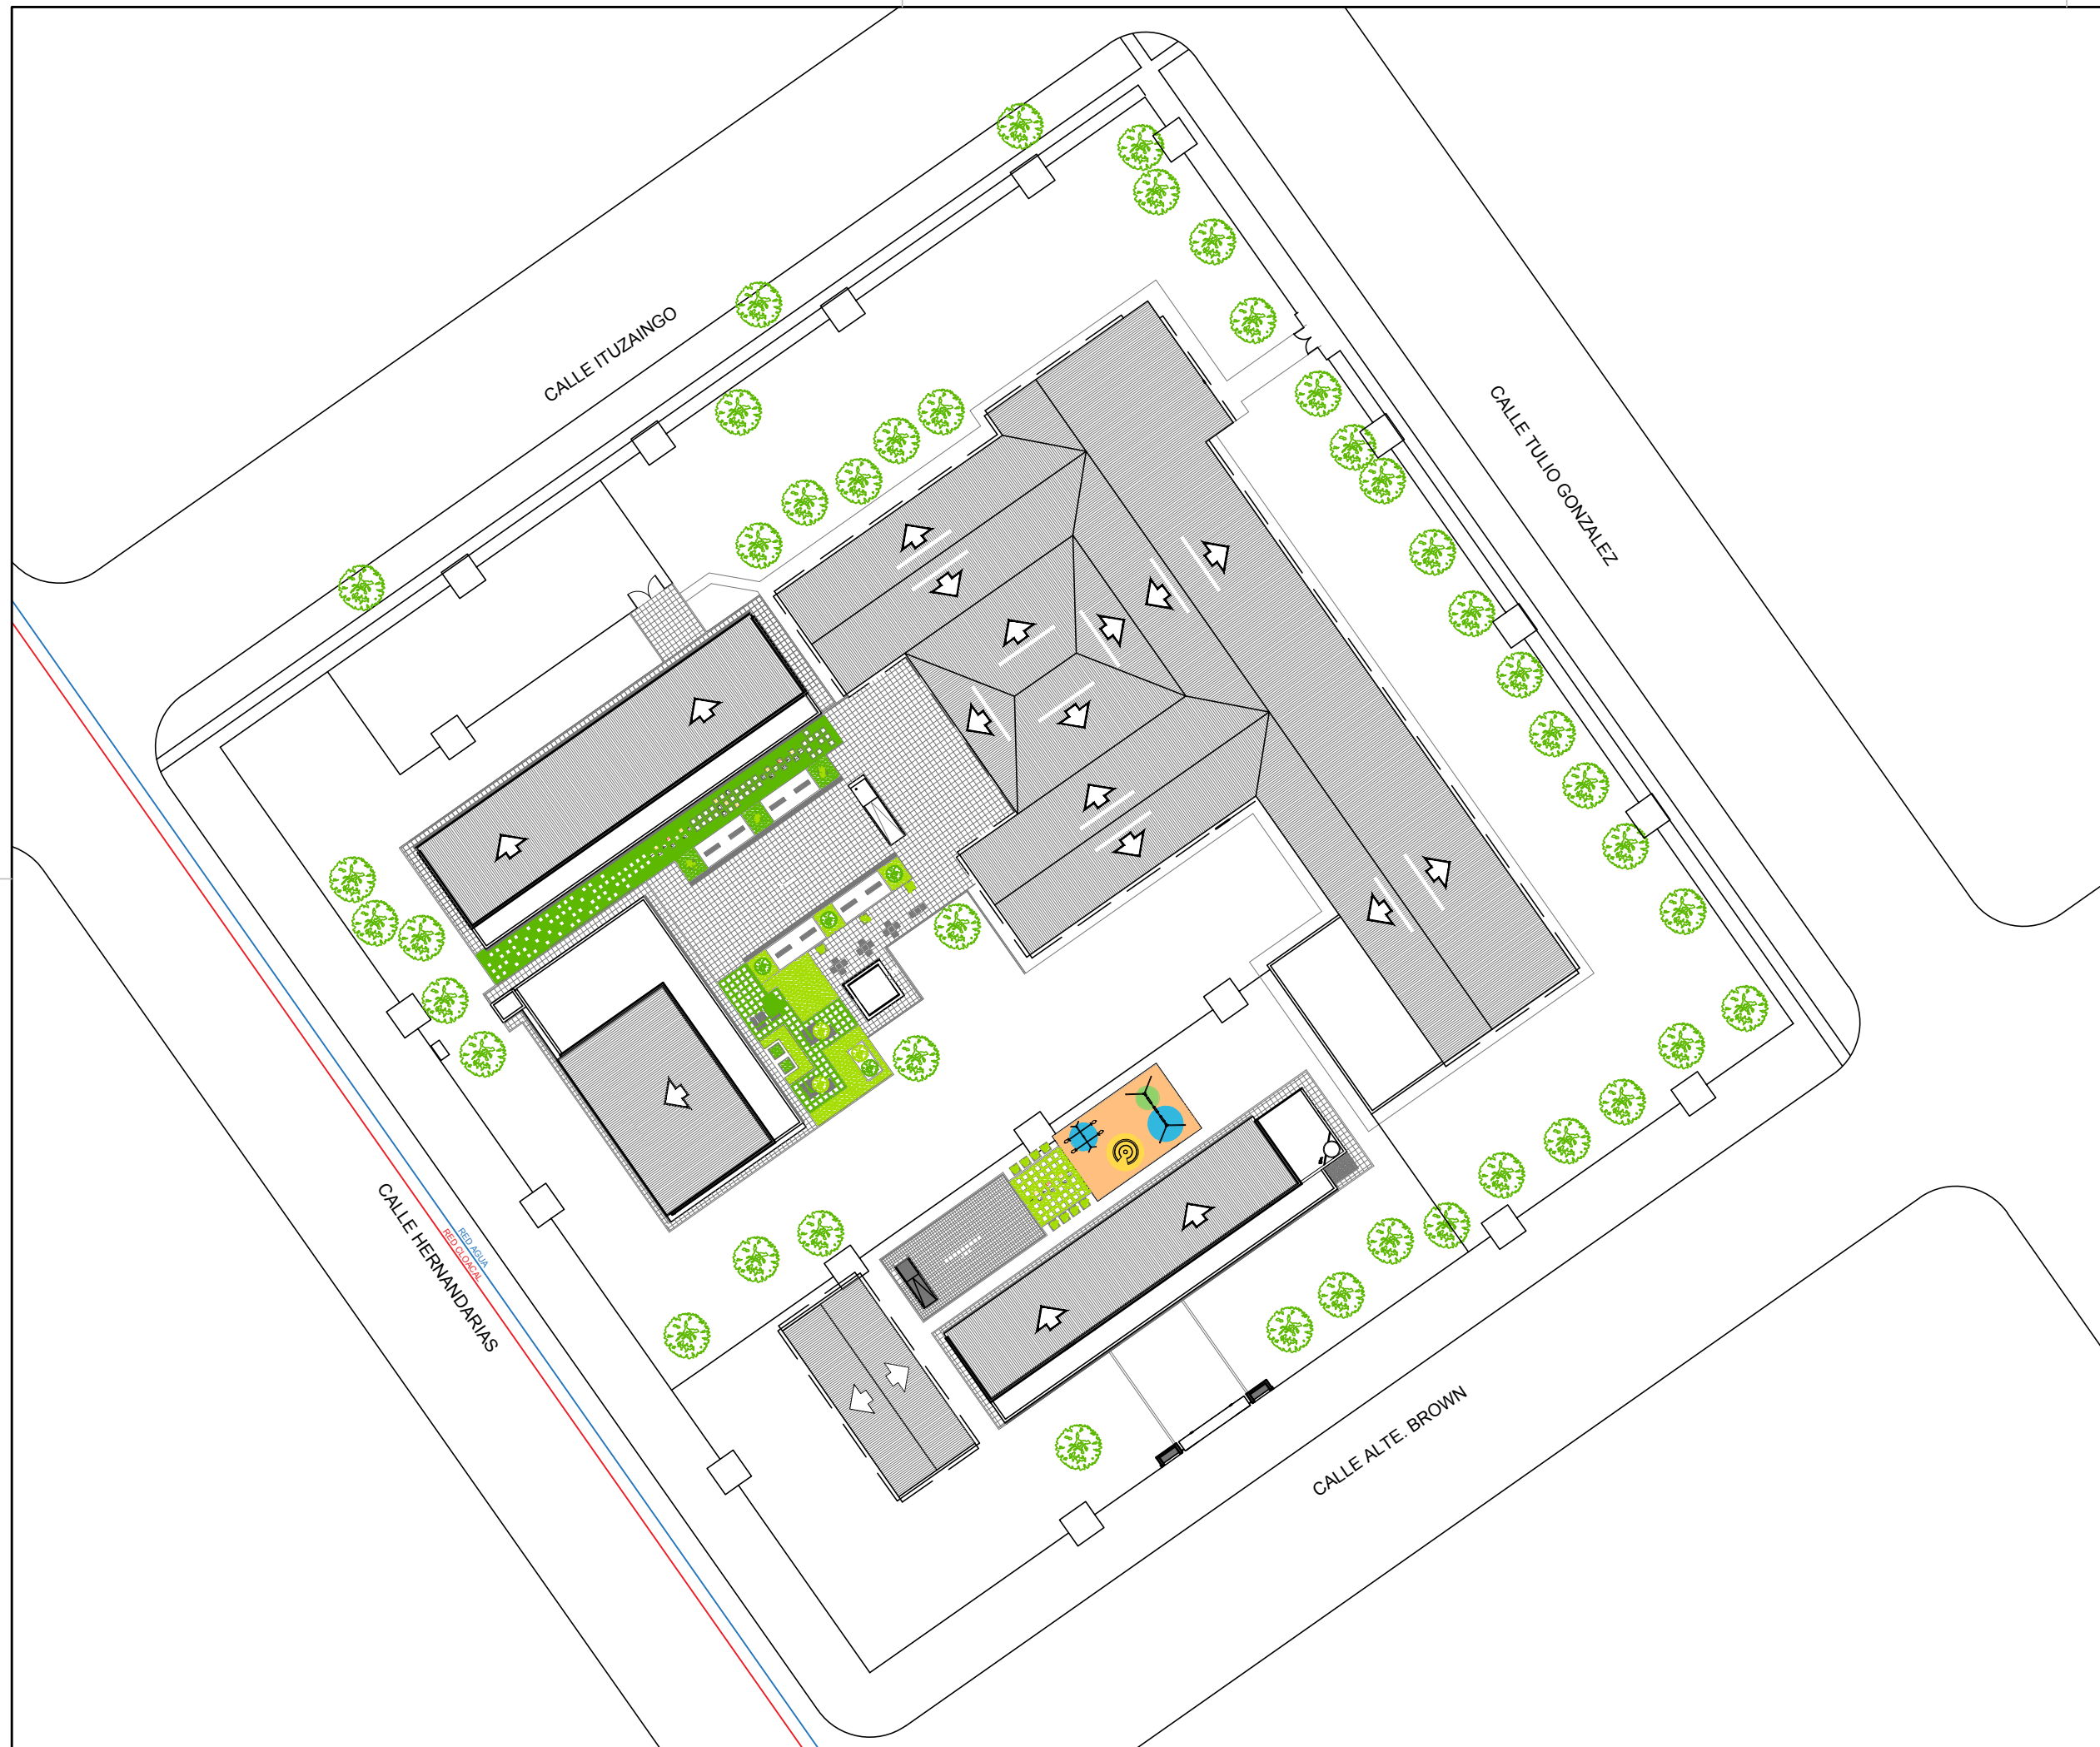 CALLE ITUZAINGO
CALLE TULIO GONZALEZ
RED AGUA
RED CLOACAL
CALLE HERNANDARIAS
CALLE ALTE. BROWN